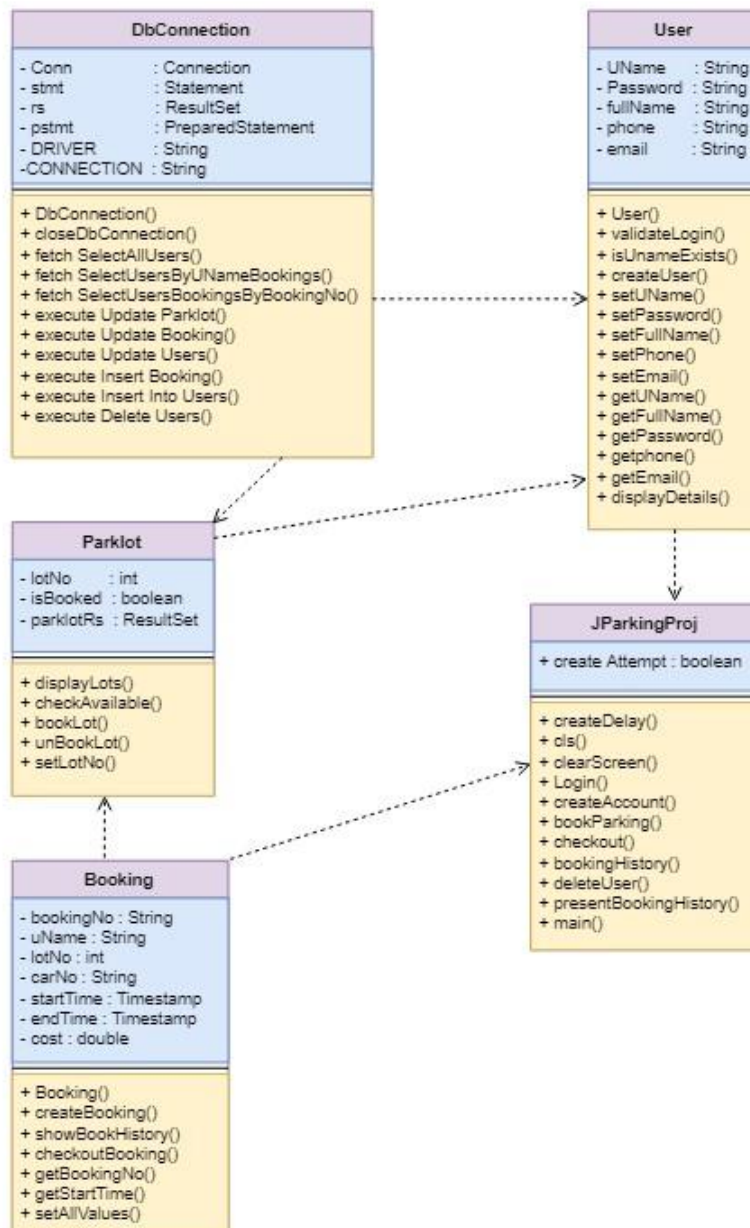 DbConnection
- Conn : Connection
- stmt : Statement
- rs : ResultSet
- pstmt : PreparedStatement
- DRIVER : String
-CONNECTION : String
+ DbConnection()
+ closeDbConnection()
+ fetch SelectAllUsers()
+ fetch SelectUsersByUNameBookings()
+ fetch SelectUsersBookingsByBookingNo()
+ execute Update Parklot()
+ execute Update Booking()
+ execute Update Users()
+ execute Insert Booking()
+ execute Insert Into Users()
+ execute Delete Users()
User
- UName : String
- Password : String
- fullName : String
- phone : String
- email : String
+ User()
+ validateLogin()
+ isUnameExists()
+ createUser()
+ setUName()
+ setPassword()
+ setFullName()
+ setPhone()
+ setEmail()
+ getUName()
+ getFullName()
+ getPassword()
+ getphone()
+ getEmail()
+ displayDetails()
Parklot
- lotNo : int
- isBooked : boolean
- parklotRs : ResultSet
+ displayLots()
+ checkAvailable()
+ bookLot()
+ unBookLot()
+ setLotNo()
JParkingProj
+ create Attempt : boolean
+ createDelay()
+ cls()
+ clearScreen()
+ Login()
+ createAccount()
+ bookParking()
+ checkout()
+ bookingHistory()
+ deleteUser()
+ presentBookingHistory()
+ main()
Booking
- bookingNo : String
- uName : String
- lotNo : int
- carNo : String
- startTime : Timestamp
- endTime : Timestamp
- cost : double
+ Booking()
+ createBooking()
+ showBookHistory()
+ checkoutBooking()
+ getBookingNo()
+ getStartTime()
+ setAllValues()